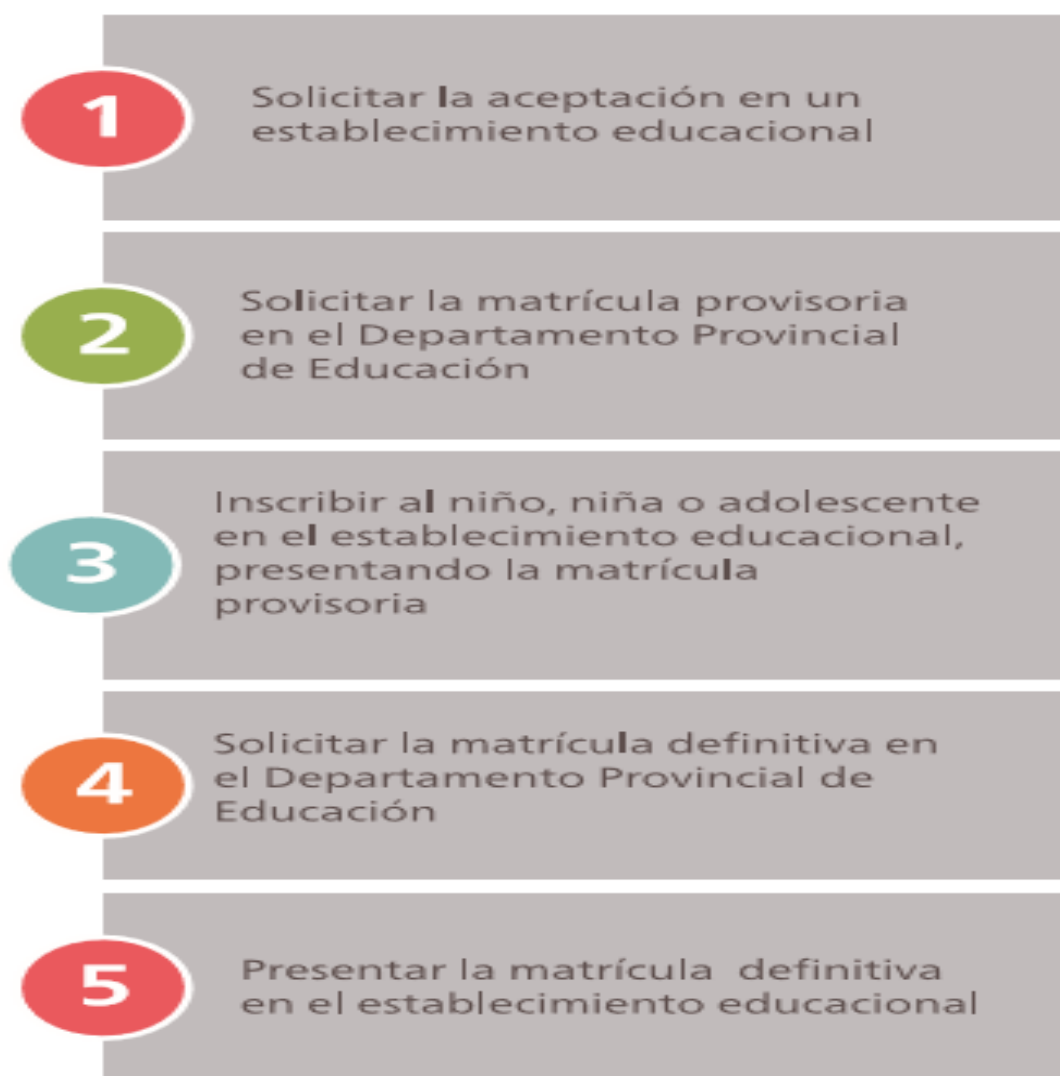 1
Solicitar la aceptación en un
establecimiento educacional
2
Solicitar la matrícula provisoria
en el Departamento Provincial
de Educación
3
Inscribir al niño, niña o adolescente
en el establecimiento educacional,
presentando la matrícula
provisoria
4
Solicitar la matrícula definitiva en
el Departamento Provincial de
Educación
5
Presentar la matrícula definitiva
en el establecimiento educacional